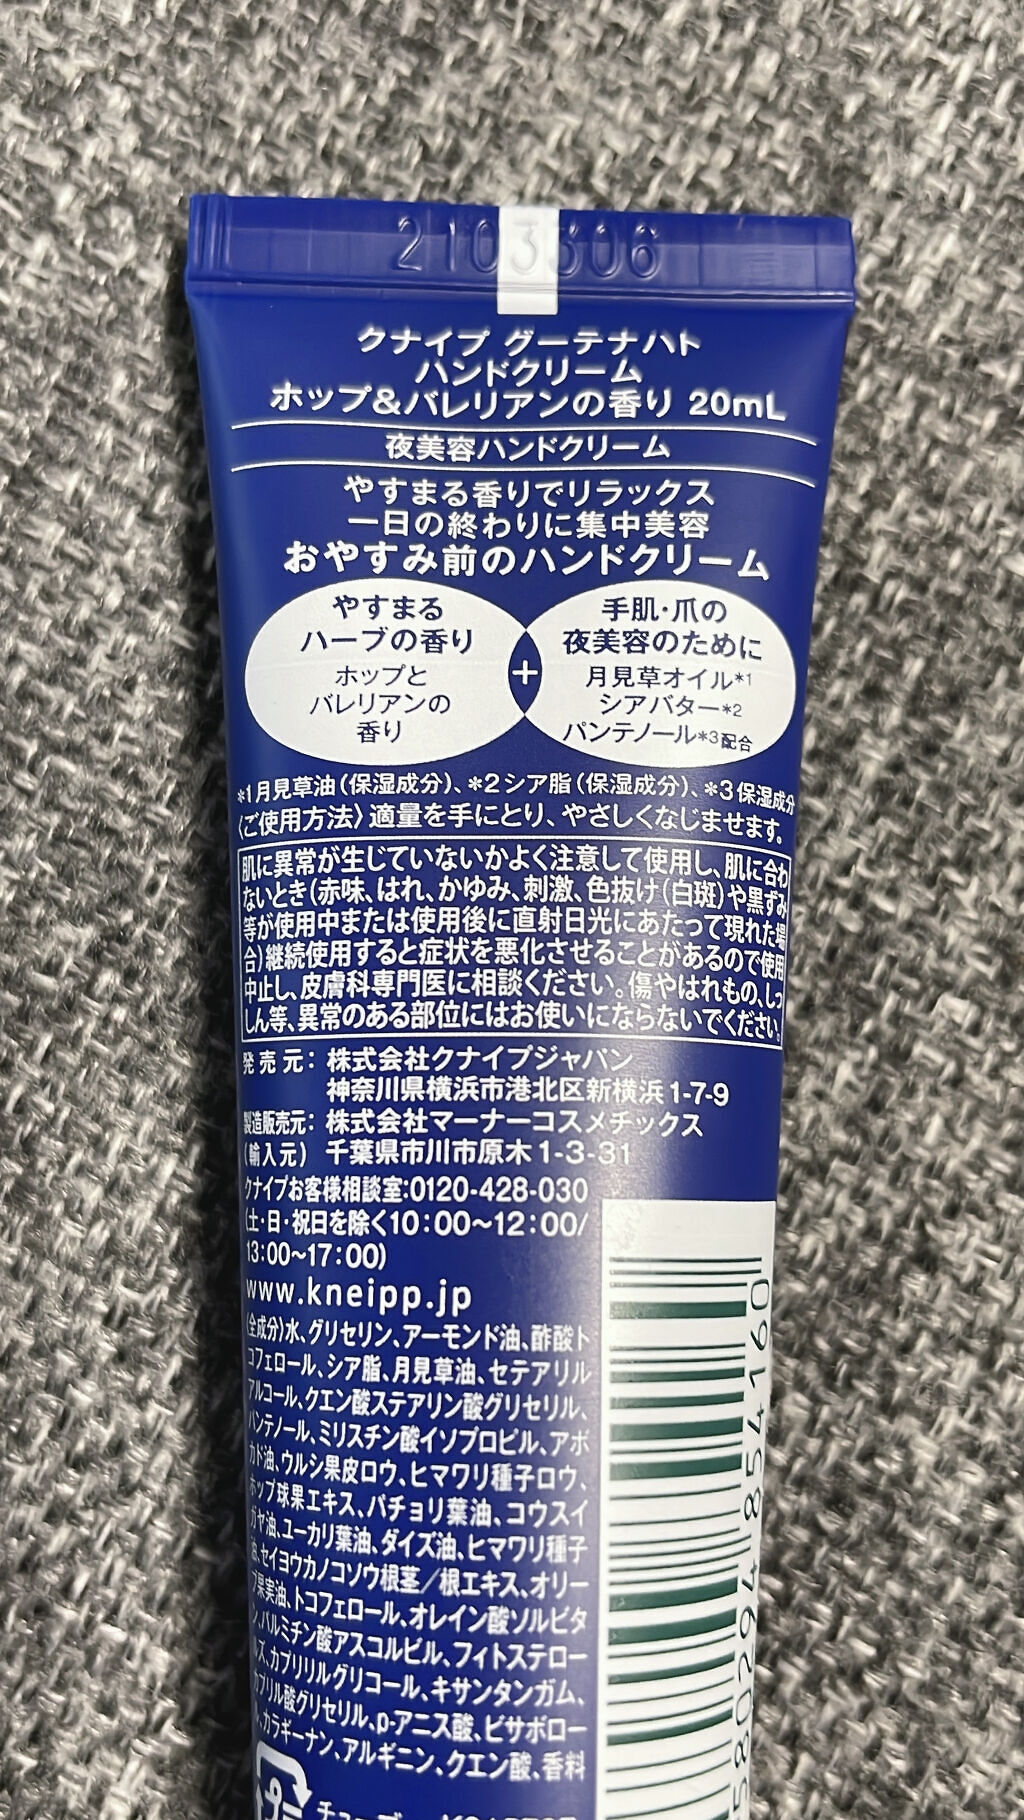 2103306
クナイプ グーテナハト
ハンドクリーム
ホップ&バレリアンの香り 20mL
夜美容ハンドクリーム
やすまる香りでリラックス
一日の終わりに集中美容
おやすみ前のハンドクリーム
やすまる
ハーブの香り
ホップと
バレリアンの
香り
+
手肌・爪の
夜美容のために
月見草オイル*1
シアバター*2
パンテノール*3配合
*1月見草油(保湿成分)、*2シア脂(保湿成分)、*3保湿成分
〈ご使用方法〉適量を手にとり、やさしくなじませます。
肌に異常が生じていないかよく注意して使用し、肌に合わ
ないとき(赤味、はれ、かゆみ、刺激、色抜け(白斑)や黒ずみ
等が使用中または使用後に直射日光にあたって現れた場
合)継続使用すると症状を悪化させることがあるので使用
中止し、皮膚科専門医に相談ください。傷やはれもの、しっ
しん等、異常のある部位にはお使いにならないでください。
発売元: 株式会社クナイプジャパン
神奈川県横浜市港北区新横浜1-7-9
製造販売元: 株式会社マーナーコスメチックス
(輸入元) 千葉県市川市原木1-3-31
クナイプお客様相談室:0120-428-030
(土・日・祝日を除く10:00~12:00/
13:00~17:00)
www.kneipp.jp
(全成分)水、グリセリン、アーモンド油、酢酸ト
コフェロール、シア脂、月見草油、セテアリル
アルコール、クエン酸ステアリン酸グリセリル、
パンテノール、ミリスチン酸イソプロピル、アボ
カド油、ウルシ果皮ロウ、ヒマワリ種子ロウ、
ホップ球果エキス、パチョリ葉油、コウスイ
ガヤ油、ユーカリ葉油、ダイズ油、ヒマワリ種子
油、セイヨウカノコソウ根茎/根エキス、オリー
ブ果実油、トコフェロール、オレイン酸ソルビタ
ン、パルミチン酸アスコルビル、フィトステロー
ルズ、カプリリルグリコール、キサンタンガム、
カプリル酸グリセリル、p-アニス酸、ビサボロー
ル、カラギーナン、アルギニン、クエン酸、香料
580294 854160
プラ